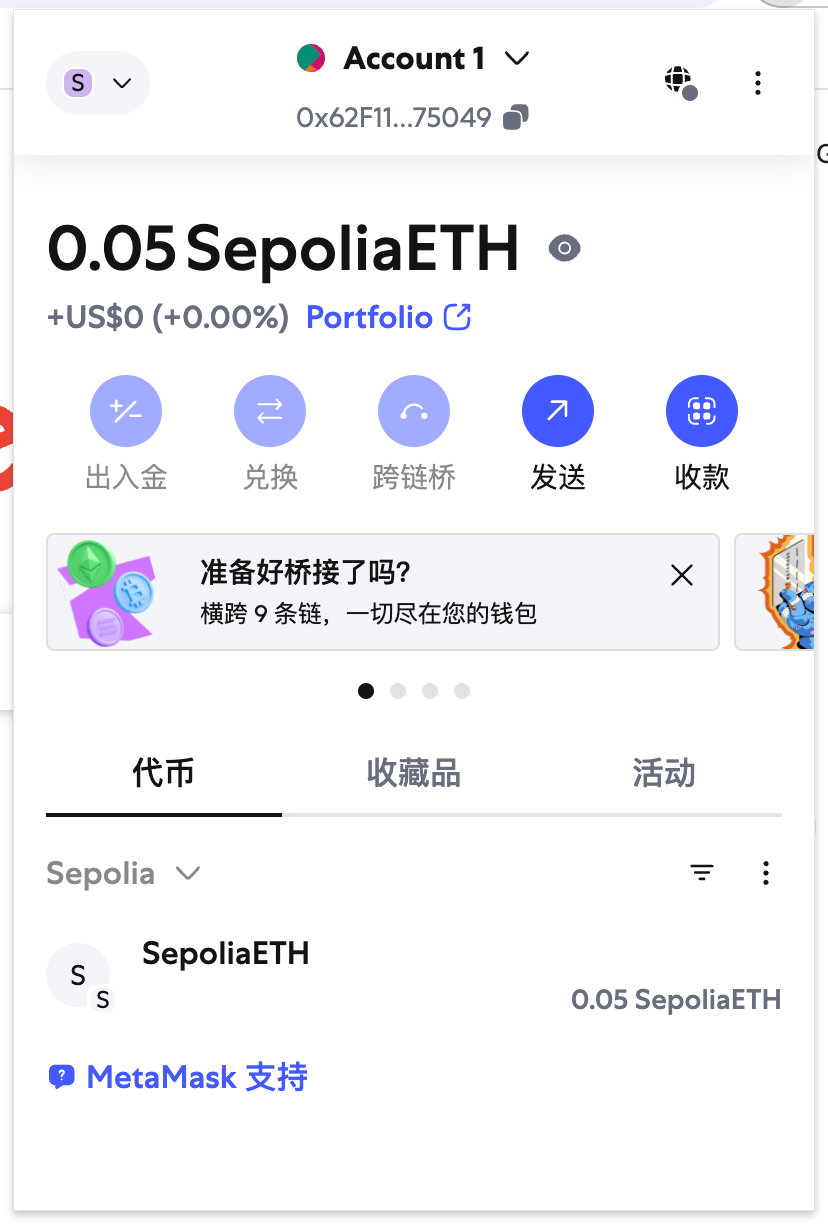 S
Account 1
0x62F11...75049
0.05 SepoliaETH
+US$0 (+0.00%) Portfolio
出入金
兑换
跨链桥
发送
收款
准备好桥接了吗?
横跨 9 条链，一切尽在您的钱包
代币
收藏品
活动
Sepolia
S
S
SepoliaETH
0.05 SepoliaETH
MetaMask 支持